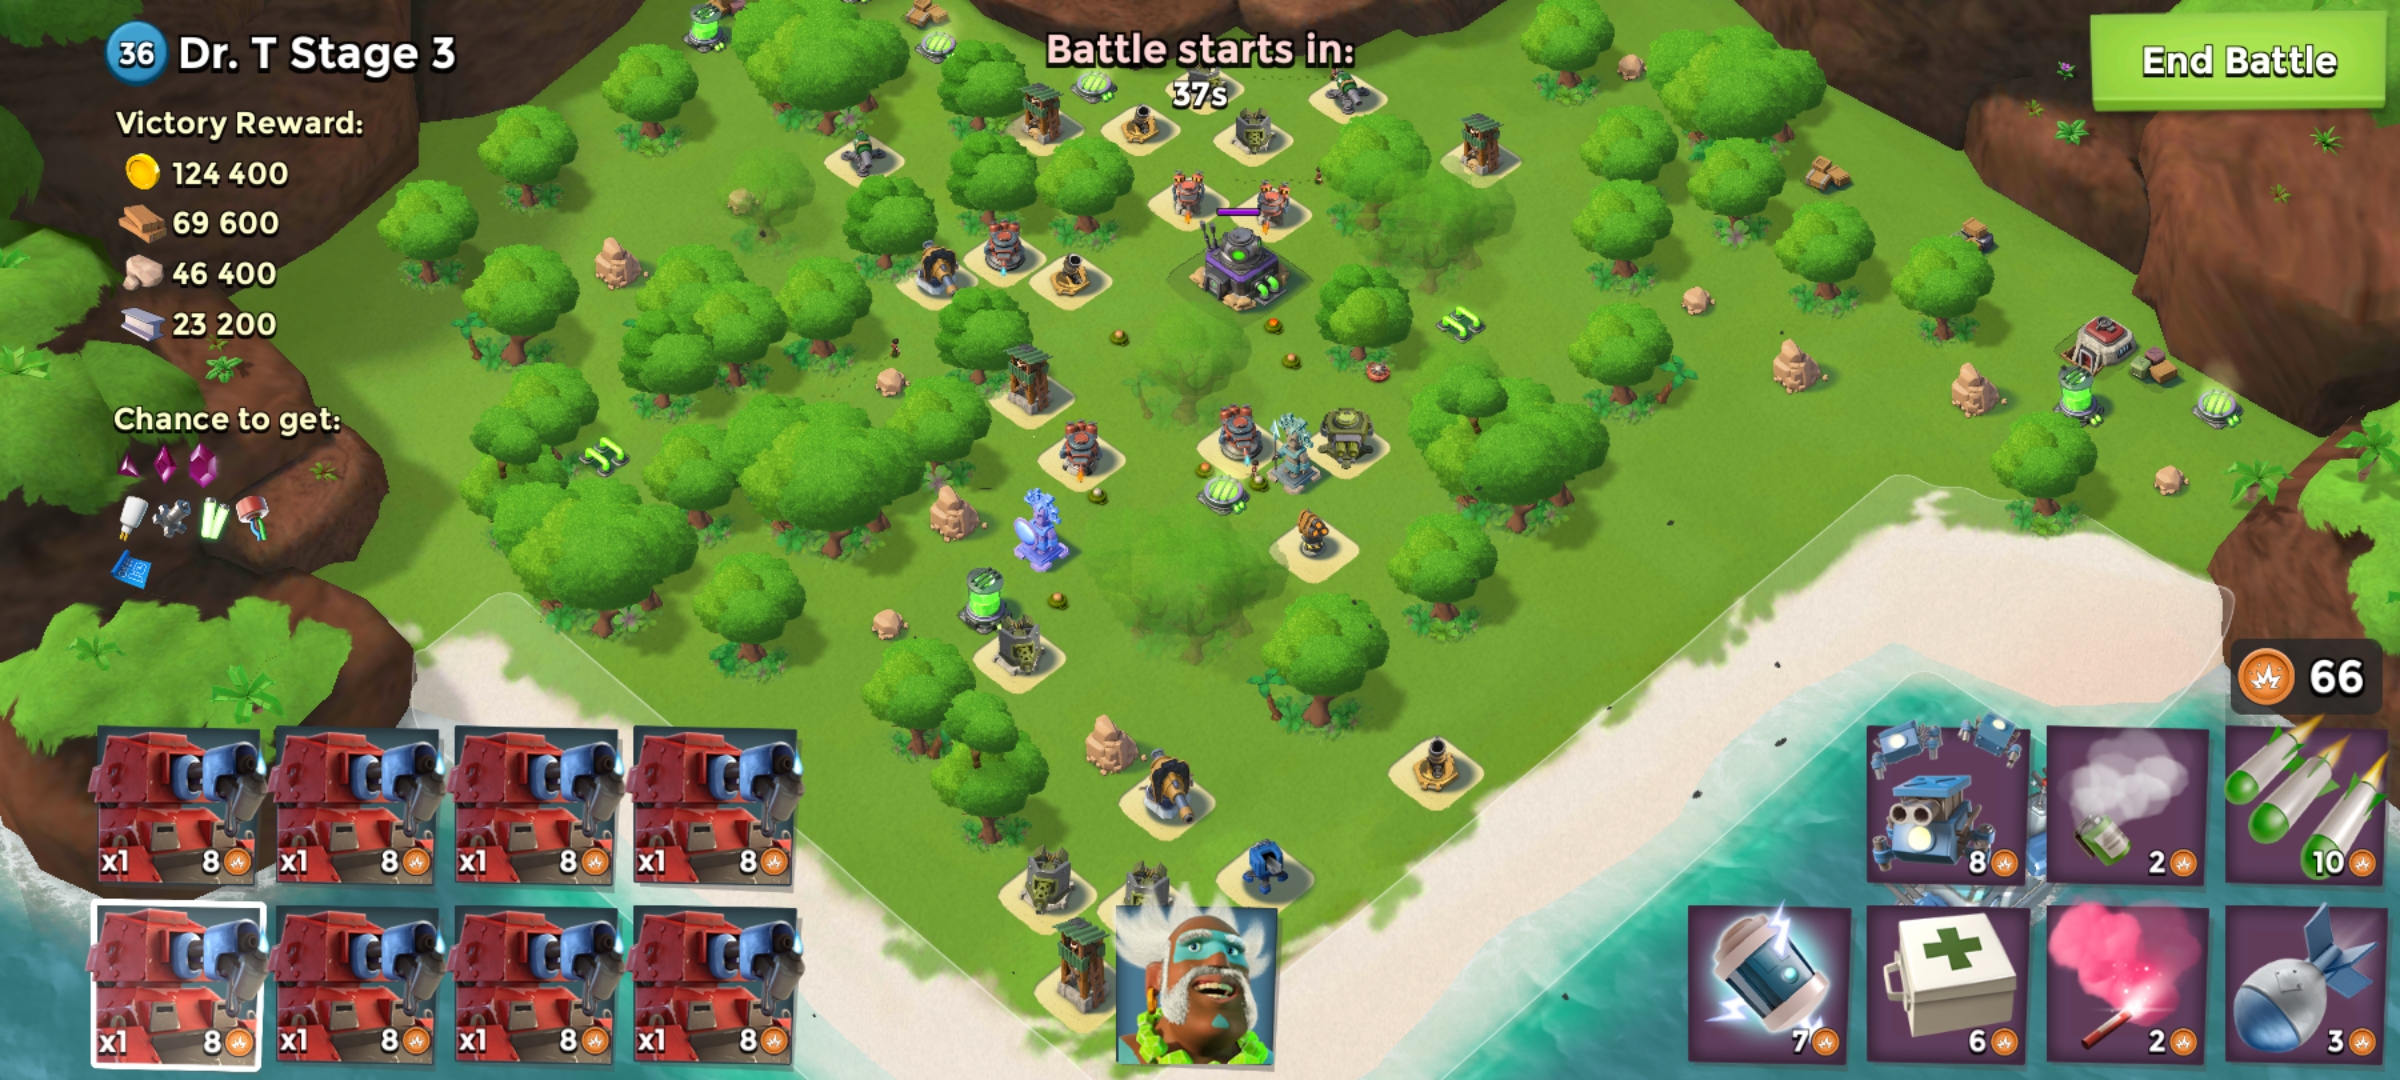 36 Dr. T Stage 3
Victory Reward:
124 400
69 600
46 400
23 200
Chance to get:
Battle starts in:
37s
End Battle
66
x1 8
x1 8
x1 8
x1 8
8
2
10
x1 8
x1 8
x1 8
x1 8
7
6
2
3